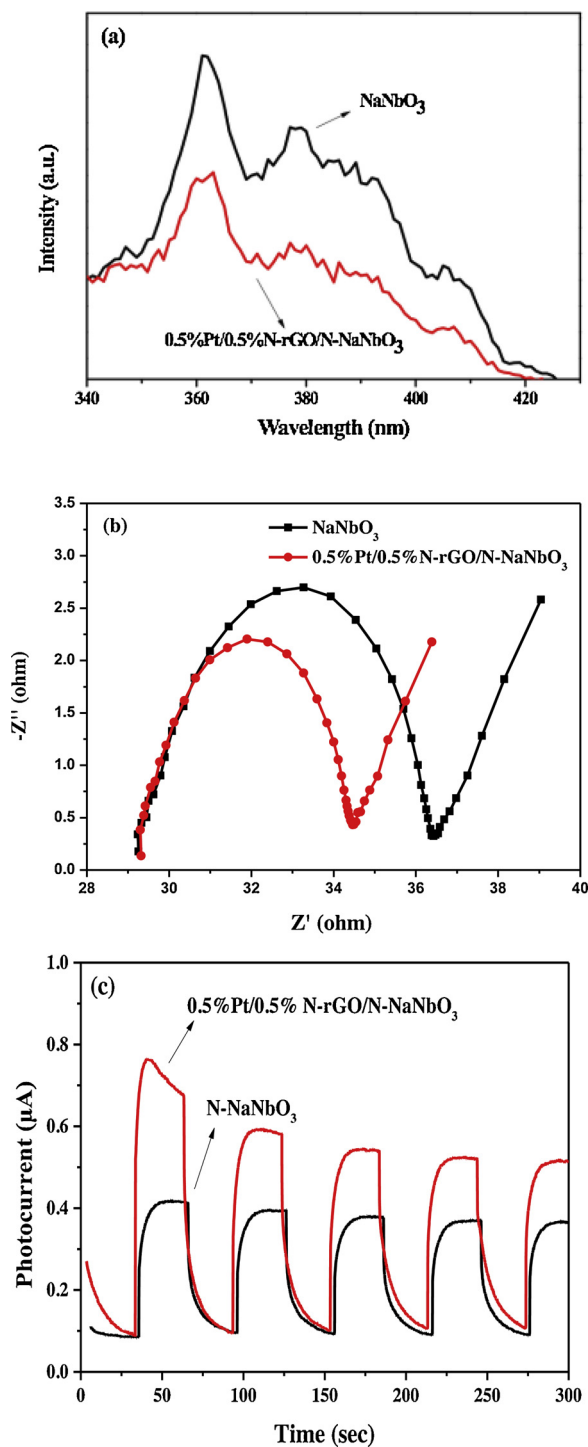 (a)
NaNbO₃
Intensity (a.u.)
0.5%Pt/0.5%N-rGO/N-NaNbO₃
340 360 380 400 420
Wavelength (nm)
(b)
NaNbO₃
0.5%Pt/0.5%N-rGO/N-NaNbO₃
3.5
3.0
2.5
2.0
1.5
1.0
0.5
0.0
-Z'' (ohm)
28 30 32 34 36 38 40
Z' (ohm)
(c)
0.5%Pt/0.5% N-rGO/N-NaNbO₃
N-NaNbO₃
1.0
0.8
0.6
0.4
0.2
0.0
Photocurrent (μA)
0 50 100 150 200 250 300
Time (sec)